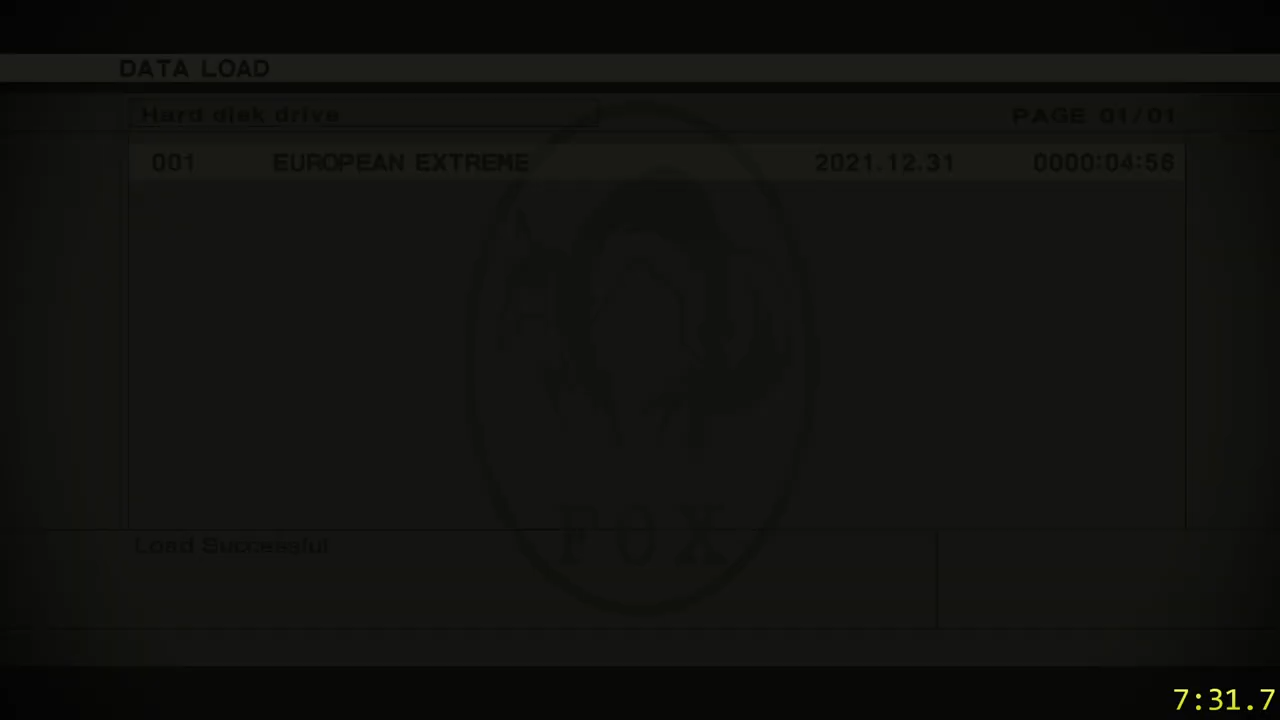 DATA LOAD
Hard disk drive PAGE 01/01
001 EUROPEAN EXTREME 2021.12.31 0000:04:56
FOX
Load Successful
7:31.7